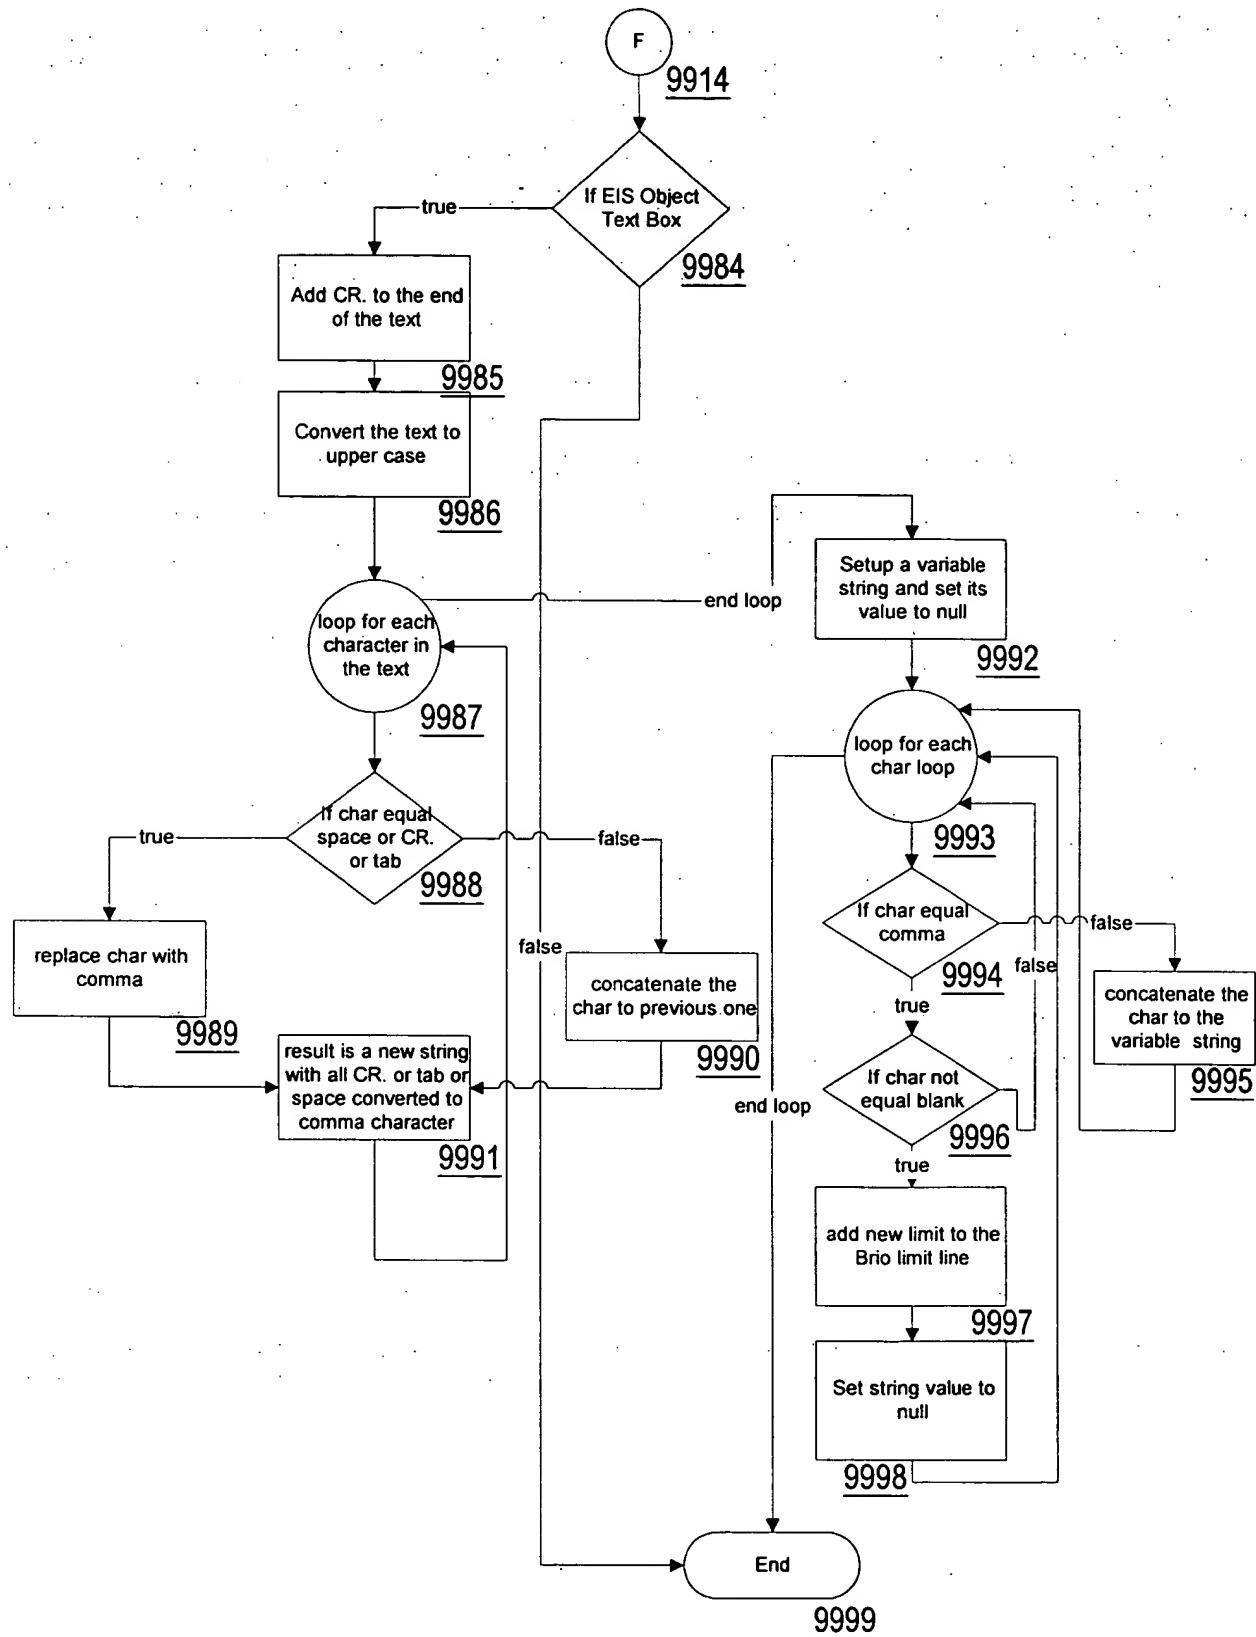 F
9914
If EIS Object
Text Box
9984
true
Add CR. to the end
of the text
9985
Convert the text to
upper case
9986
loop for each
character in
the text
9987
end loop
If char equal
space or CR.
or tab
9988
true
false
replace char with
comma
9989
concatenate the
char to previous one
9990
result is a new string
with all CR. or tab or
space converted to
comma character
9991
false
Setup a variable
string and set its
value to null
9992
loop for each
char loop
9993
If char equal
comma
9994
false
concatenate the
char to the
variable string
9995
true
If char not
equal blank
9996
false
true
add new limit to the
Brio limit line
9997
Set string value to
null
9998
end loop
End
9999